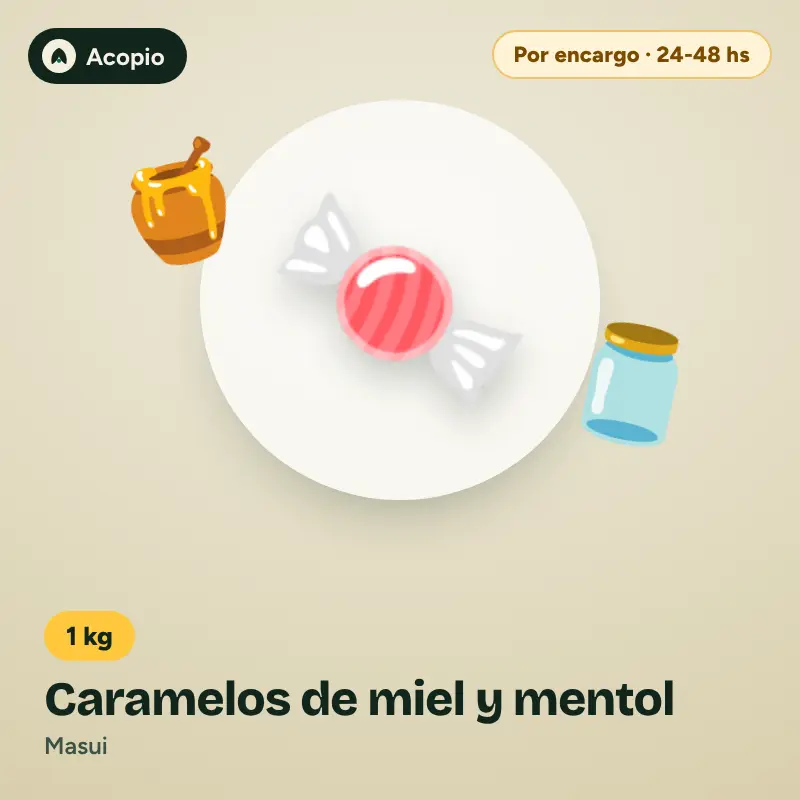 Acopio
Por encargo · 24-48 hs
1 kg
Caramelos de miel y mentol
Masui